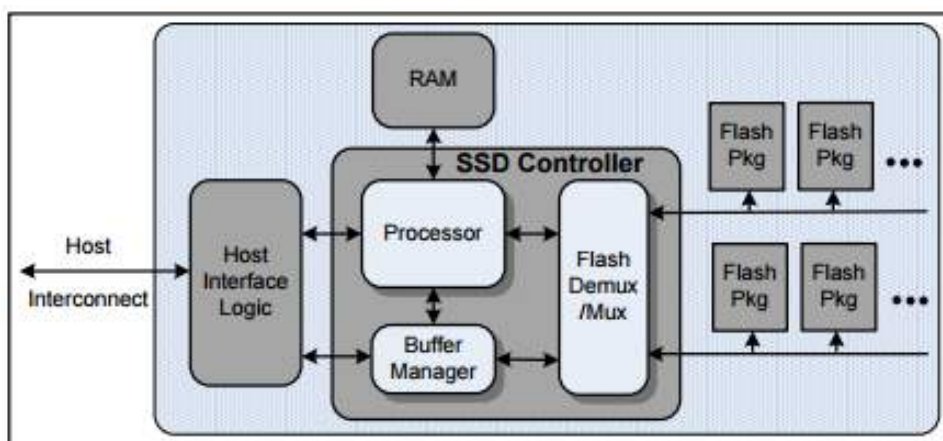 RAM
SSD Controller
Flash
Pkg
Flash
Pkg
•••
Processor
Host
Interconnect
Host
Interface
Logic
Flash
Demux
/Mux
Buffer
Manager
Flash
Pkg
Flash
Pkg
•••